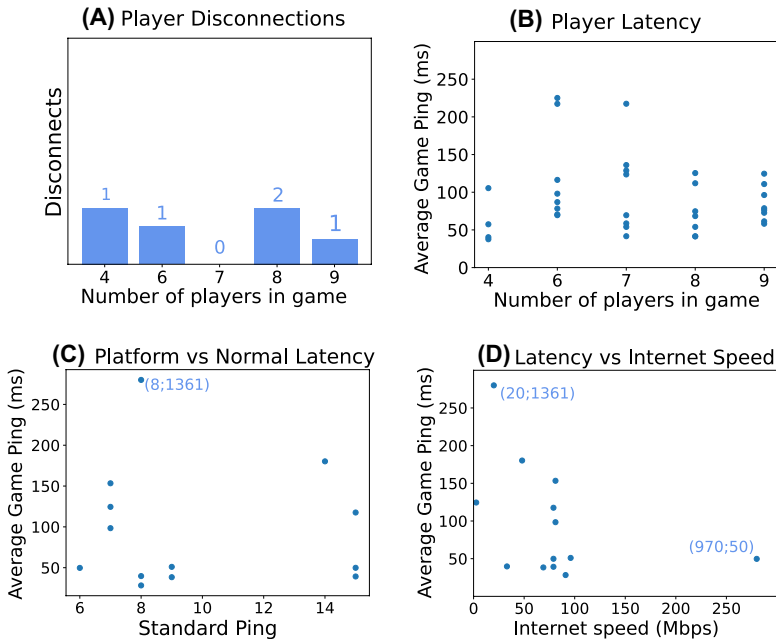 (A) Player Disconnections
Disconnects
1
1
0
2
1
4 6 7 8 9
Number of players in game
(B) Player Latency
Average Game Ping (ms)
250
200
150
100
50
0
4 6 7 8 9
Number of players in game
(C) Platform vs Normal Latency
Average Game Ping (ms)
(8;1361)
250
200
150
100
50
6 8 10 12 14
Standard Ping
(D) Latency vs Internet Speed
Average Game Ping (ms)
(20;1361)
250
200
150
100
(970;50)
50
0 50 100 150 200 250
Internet speed (Mbps)